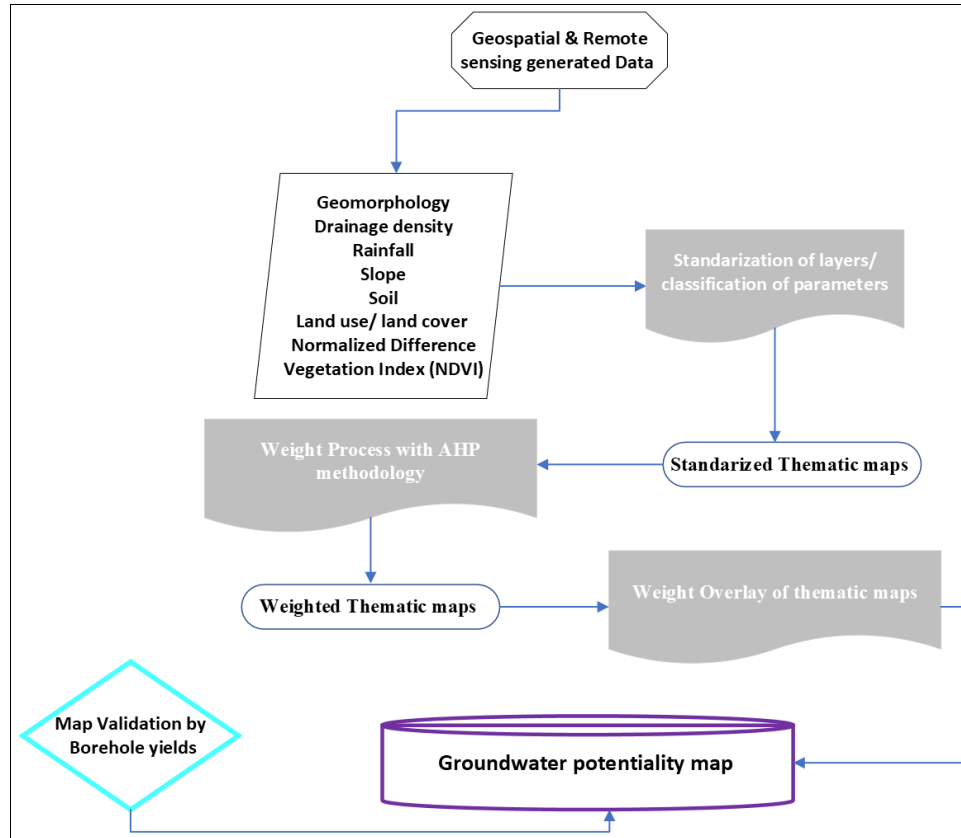 Geospatial & Remote
sensing generated Data
Geomorphology
Drainage density
Rainfall
Slope
Soil
Land use/ land cover
Normalized Difference
Vegetation Index (NDVI)
Standarization of layers/
classification of parameters
Weight Process with AHP
methodology
Standarized Thematic maps
Weighted Thematic maps
Weight Overlay of thematic maps
Map Validation by
Borehole yields
Groundwater potentiality map